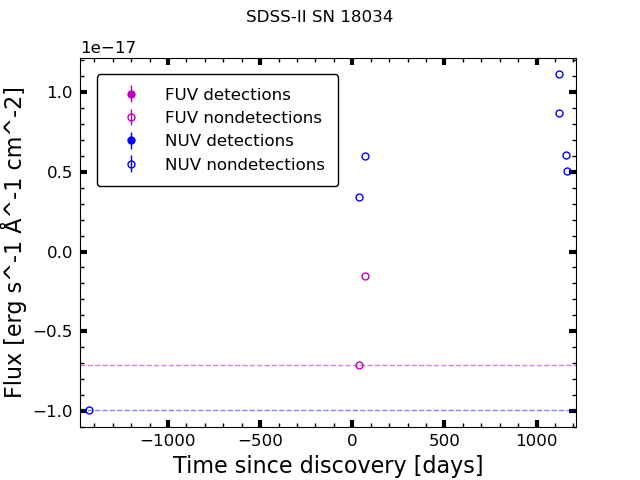 SDSS-II SN 18034
1e−17
FUV detections
FUV nondetections
NUV detections
NUV nondetections
1.0
0.5
0.0
−0.5
−1.0
Flux [erg s^-1 Å^-1 cm^-2]
−1000
−500
0
500
1000
Time since discovery [days]